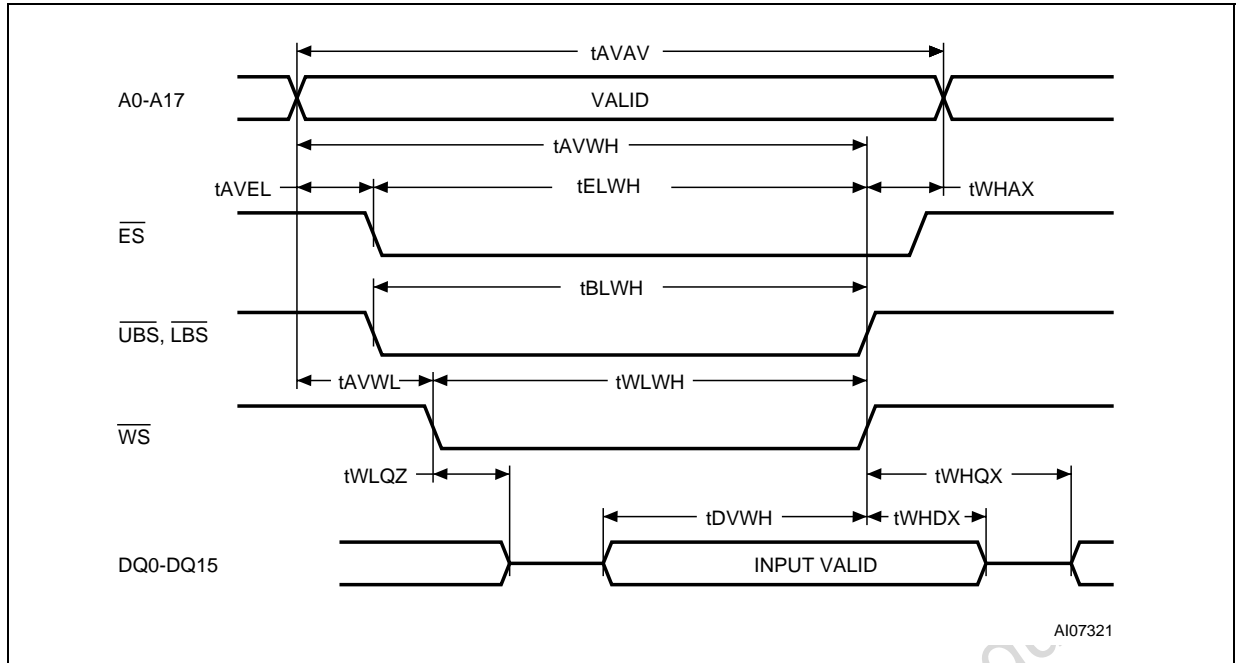 tAVAV
A0-A17 VALID
tAVWH
tAVEL tELWH tWHAX
ES
tBLWH
UBS, LBS
tAVWL tWLWH
WS
tWLQZ tWHQX
tDVWH tWHDX
DQ0-DQ15 INPUT VALID
AI07321